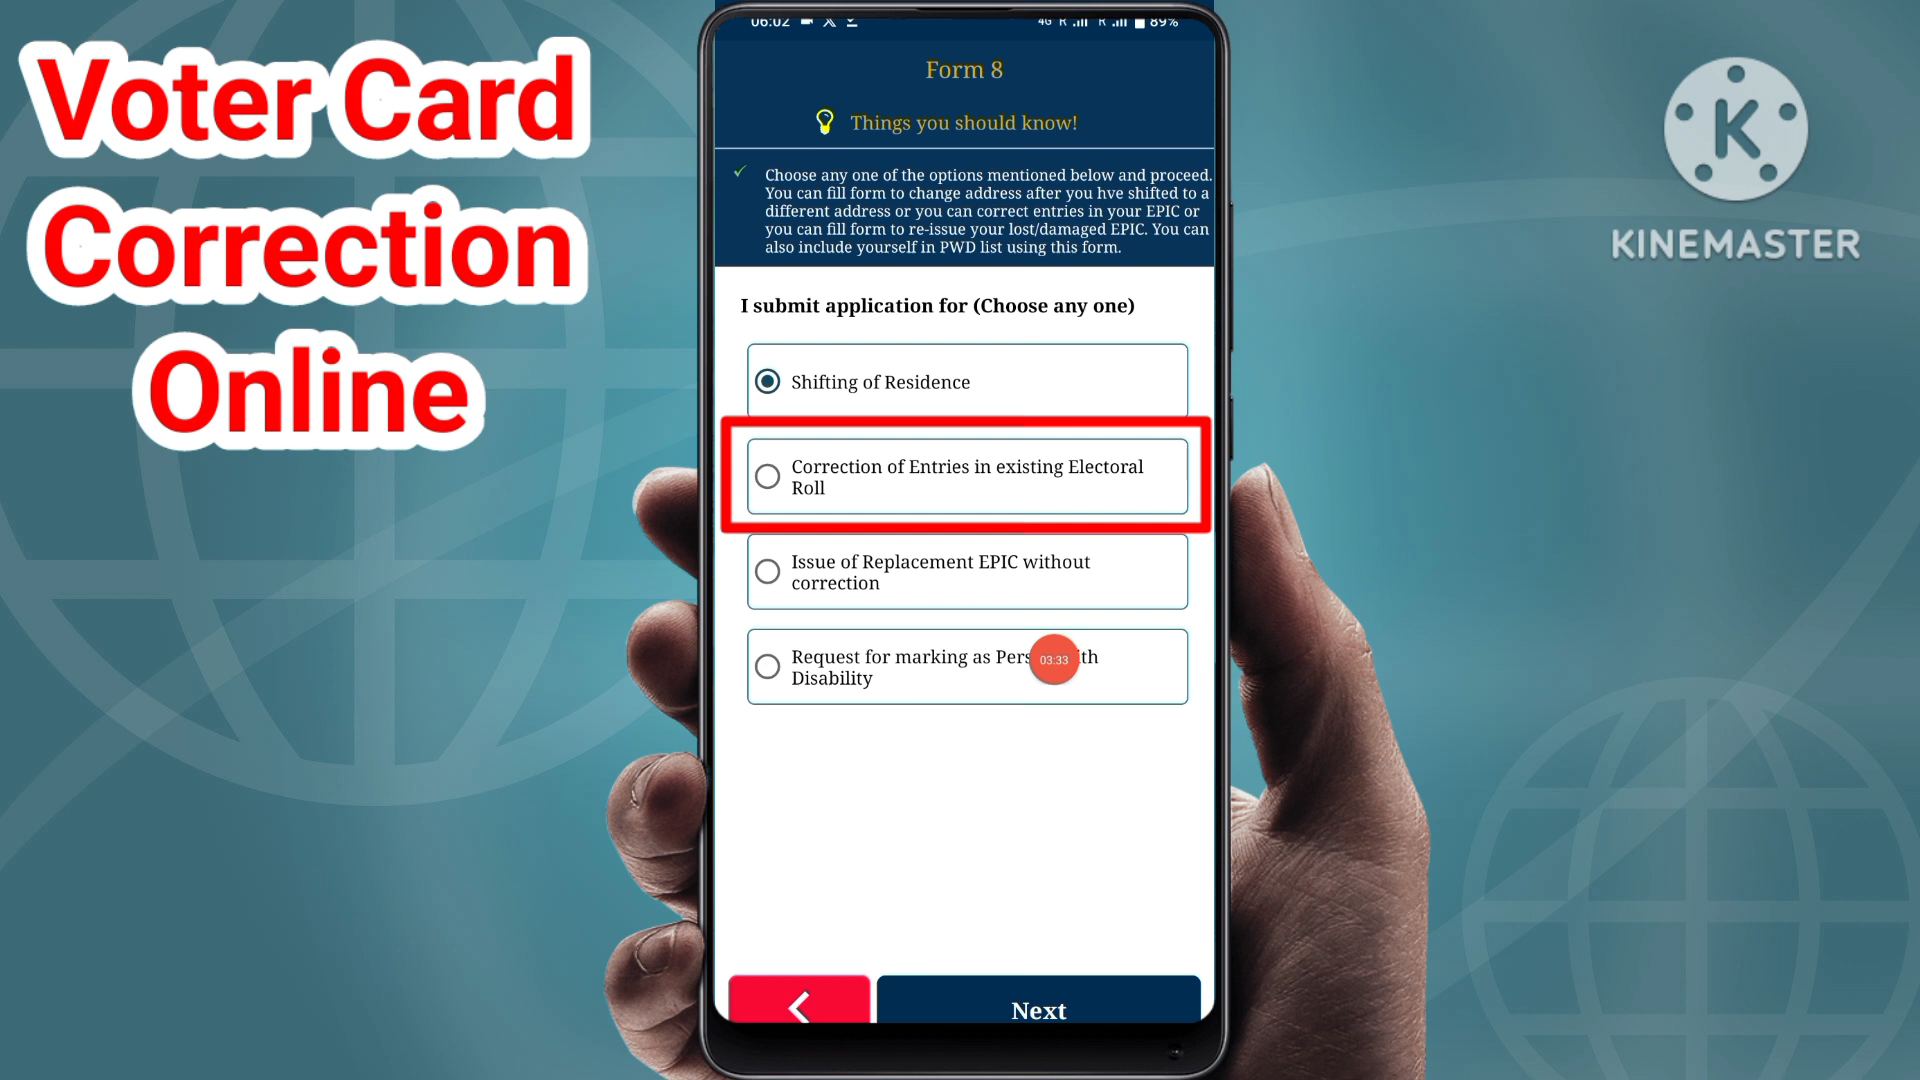 Voter Card
Correction
Online
06:02
4G R R 89%
Form 8
Things you should know!
Choose any one of the options mentioned below and proceed.
You can fill form to change address after you hve shifted to a
different address or you can correct entries in your EPIC or
you can fill form to re-issue your lost/damaged EPIC. You can
also include yourself in PWD list using this form.
I submit application for (Choose any one)
Shifting of Residence
Correction of Entries in existing Electoral
Roll
Issue of Replacement EPIC without
correction
Request for marking as
Disability
03:33
Next
K
KINEMASTER